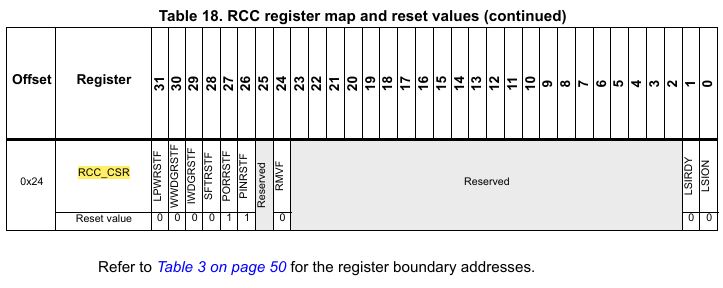 Table 18. RCC register map and reset values (continued)
Offset Register 31 30 29 28 27 26 25 24 23 22 21 20 19 18 17 16 15 14 13 12 11 10 9 8 7 6 5 4 3 2 1 0
0x24 RCC_CSR LPWRSTF WWDGRSTF IWDGRSTF SFTRSTF PORRSTF PINRSTF Reserved RMVF Reserved LSIRDY LSION
Reset value 0 0 0 0 1 1 0 0 0
Refer to Table 3 on page 50 for the register boundary addresses.